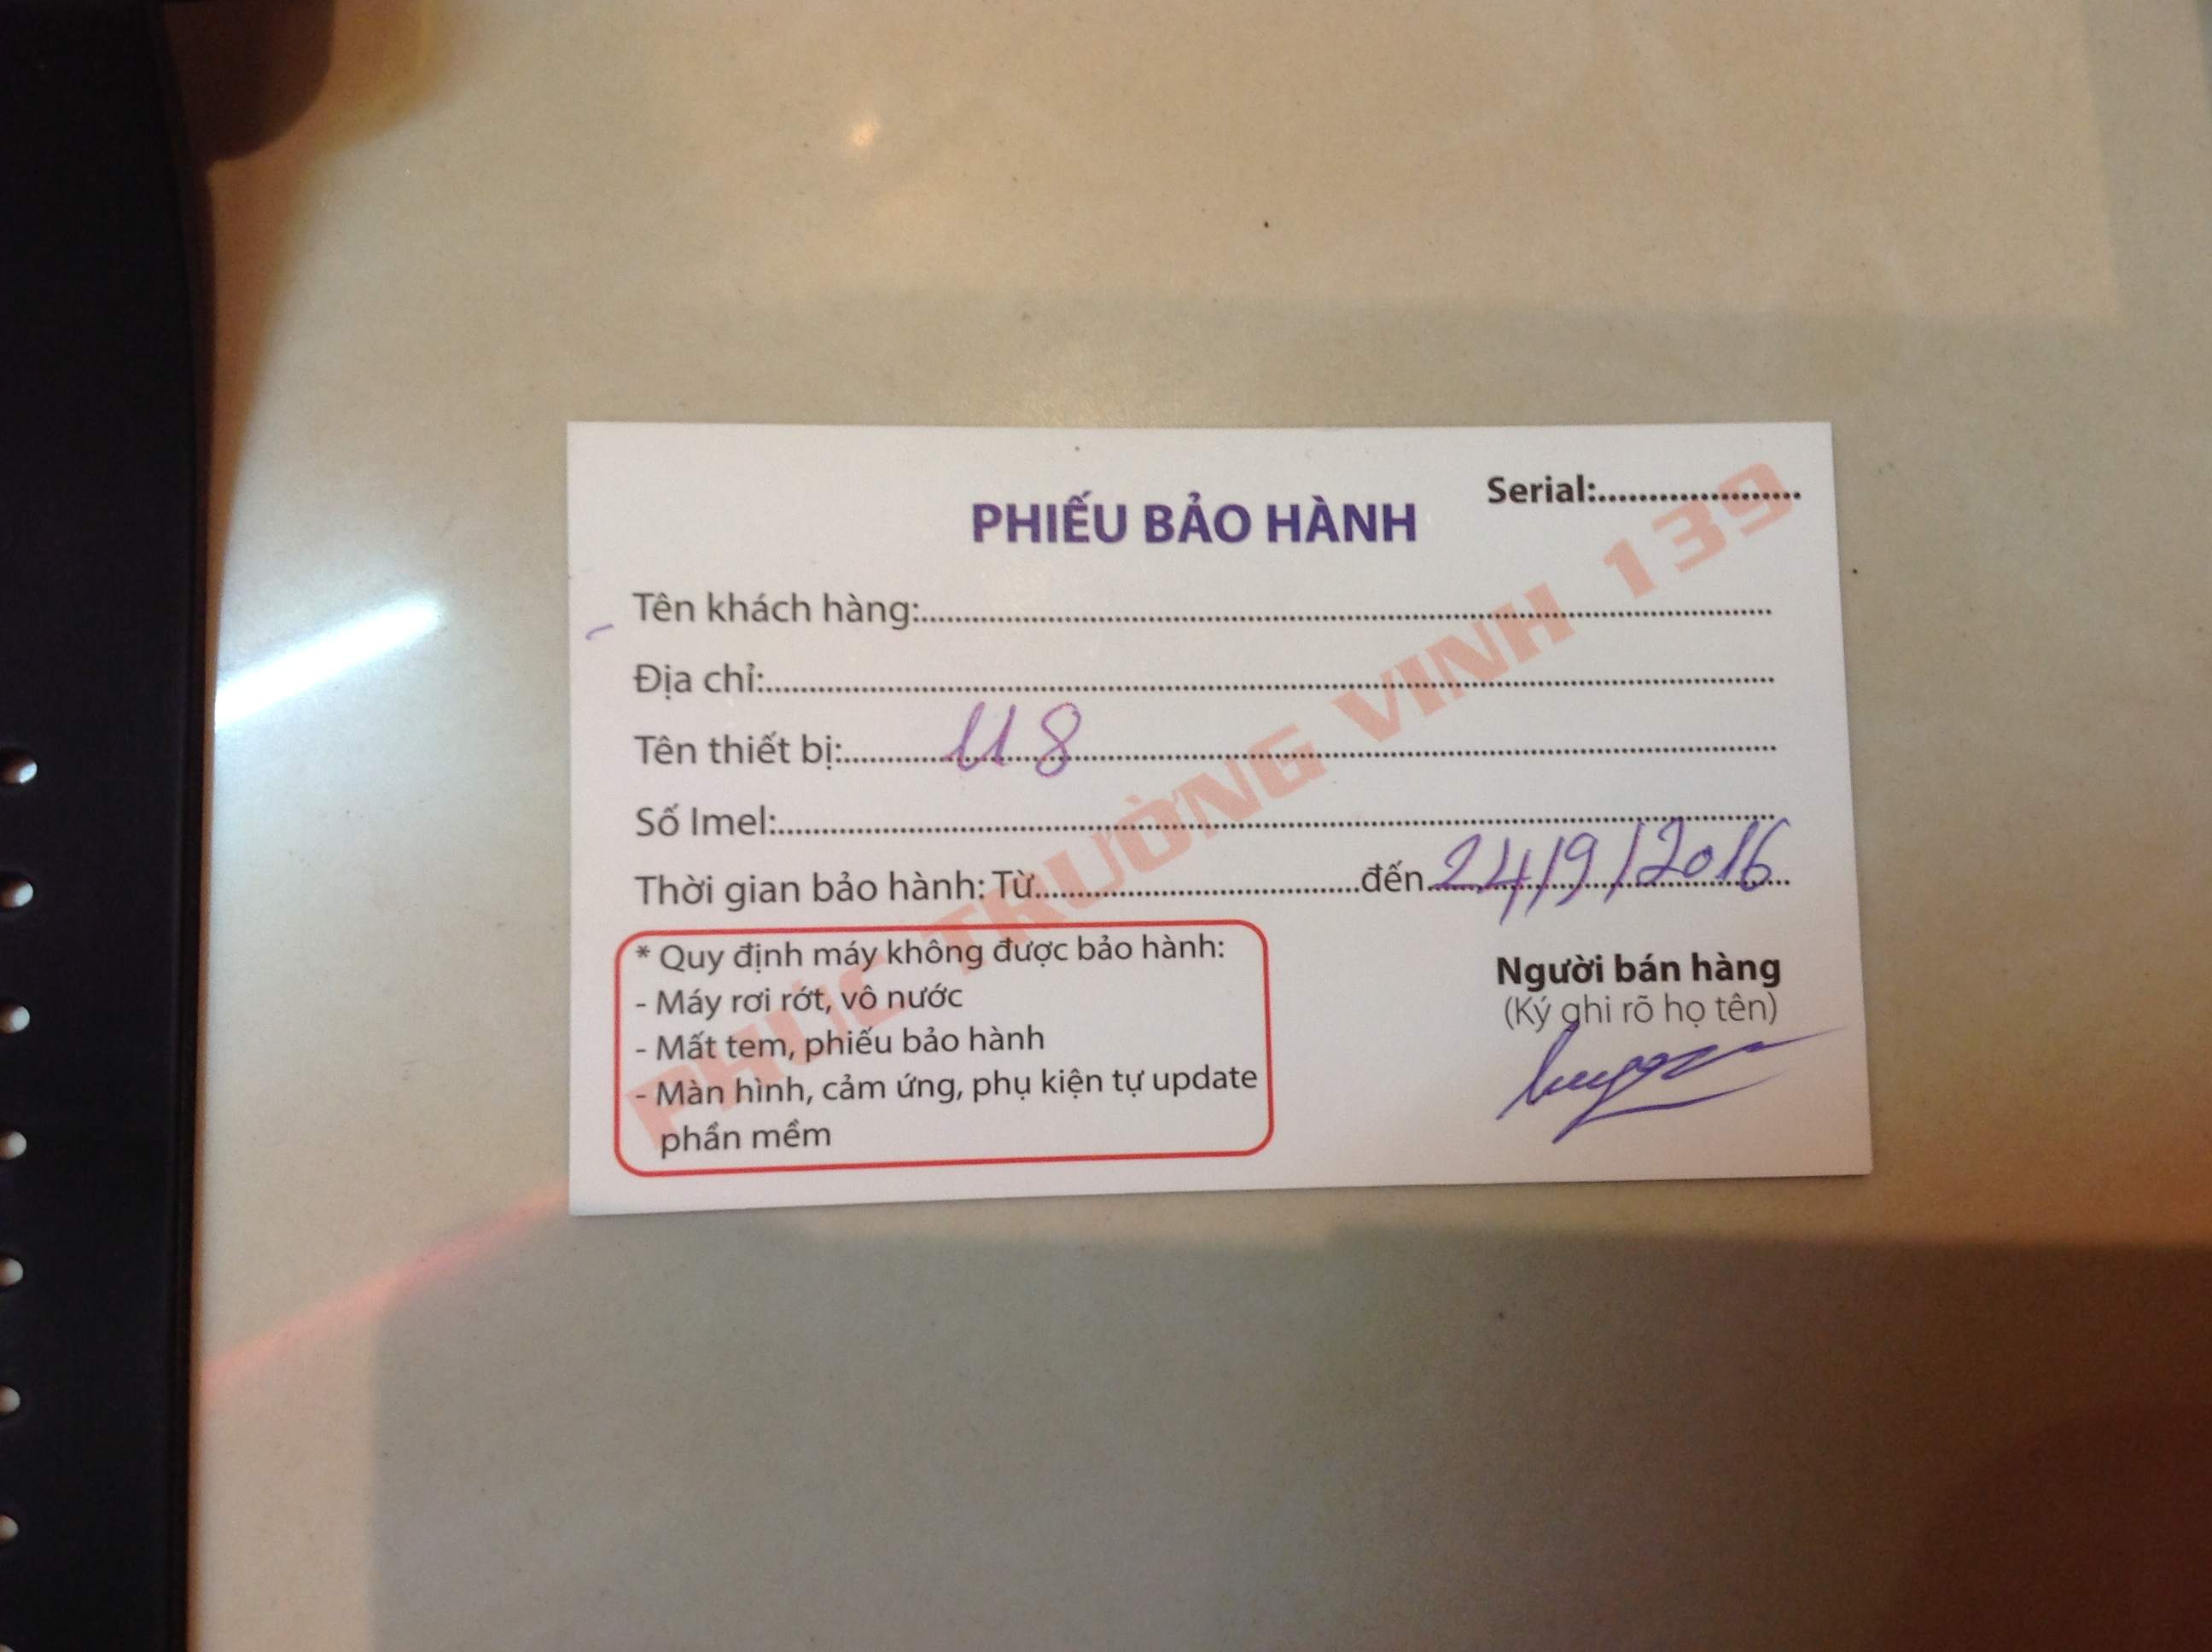 Serial:....................
PHIẾU BẢO HÀNH
Tên khách hàng:....................
Địa chỉ:....................
Tên thiết bị:.......... 118 ....................
Số Imel:....................
Thời gian bảo hành: Từ....................đến 24/9/2016
* Quy định máy không được bảo hành:
- Máy rơi rớt, vô nước
- Mất tem, phiếu bảo hành
- Màn hình, cảm ứng, phụ kiện tự update
phần mềm
Người bán hàng
(Ký ghi rõ họ tên)
PHÚC TRƯỜNG VINH 139